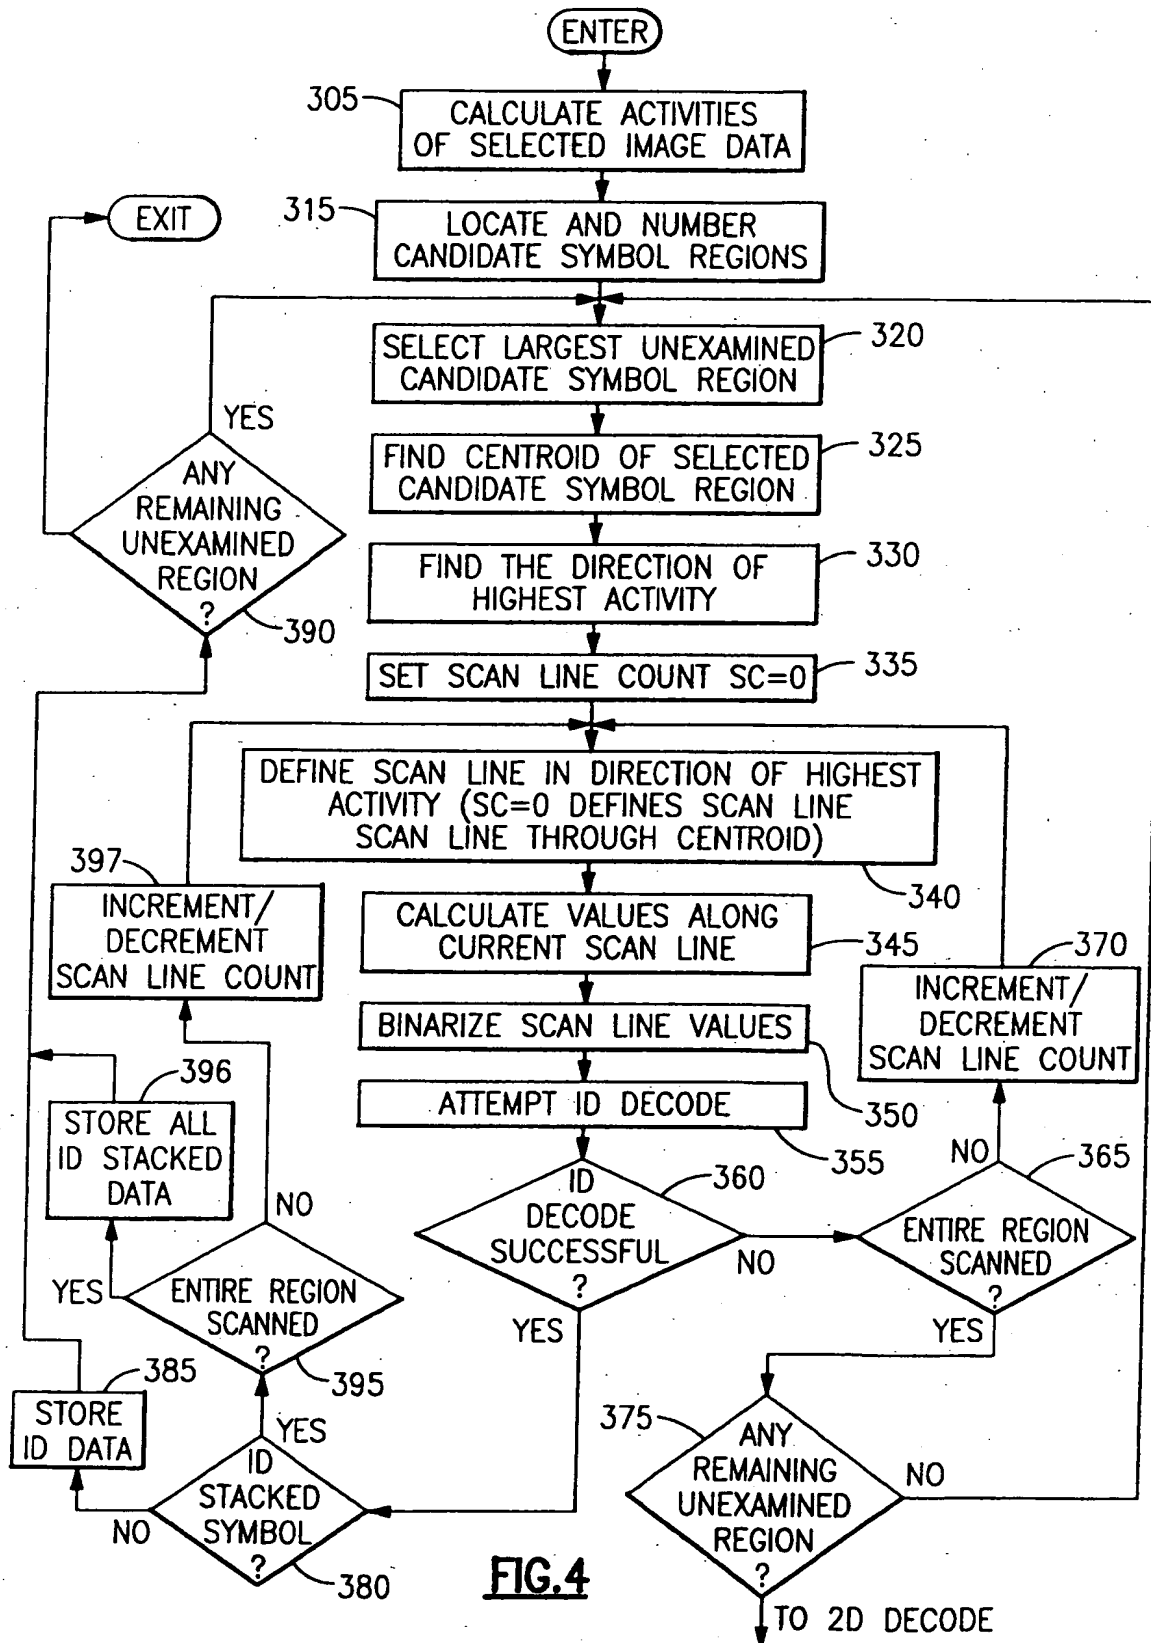 ENTER
305
CALCULATE ACTIVITIES
OF SELECTED IMAGE DATA
EXIT
315
LOCATE AND NUMBER
CANDIDATE SYMBOL REGIONS
SELECT LARGEST UNEXAMINED
CANDIDATE SYMBOL REGION
320
YES
ANY
REMAINING
UNEXAMINED
REGION
?
390
FIND CENTROID OF SELECTED
CANDIDATE SYMBOL REGION
325
FIND THE DIRECTION OF
HIGHEST ACTIVITY
330
SET SCAN LINE COUNT SC=0
335
DEFINE SCAN LINE IN DIRECTION OF HIGHEST
ACTIVITY (SC=0 DEFINES SCAN LINE
SCAN LINE THROUGH CENTROID)
340
397
INCREMENT/
DECREMENT
SCAN LINE COUNT
CALCULATE VALUES ALONG
CURRENT SCAN LINE
345
370
INCREMENT/
DECREMENT
SCAN LINE COUNT
BINARIZE SCAN LINE VALUES
350
396
STORE ALL
ID STACKED
DATA
ATTEMPT ID DECODE
355
NO
365
ENTIRE REGION
SCANNED
?
YES
360
ID
DECODE
SUCCESSFUL
?
NO
YES
NO
YES
ENTIRE REGION
SCANNED
?
395
385
STORE
ID DATA
YES
ID
STACKED
SYMBOL
?
NO
380
375
ANY
REMAINING
UNEXAMINED
REGION
?
NO
FIG.4
TO 2D DECODE